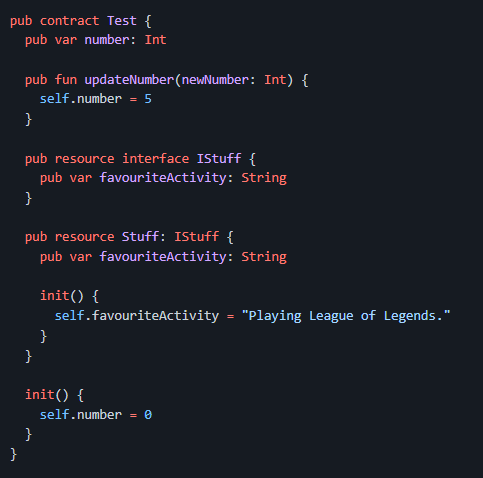 pub contract Test {
  pub var number: Int

  pub fun updateNumber(newNumber: Int) {
    self.number = 5
  }

  pub resource interface IStuff {
    pub var favouriteActivity: String
  }

  pub resource Stuff: IStuff {
    pub var favouriteActivity: String

    init() {
      self.favouriteActivity = "Playing League of Legends."
    }
  }

  init() {
    self.number = 0
  }
}